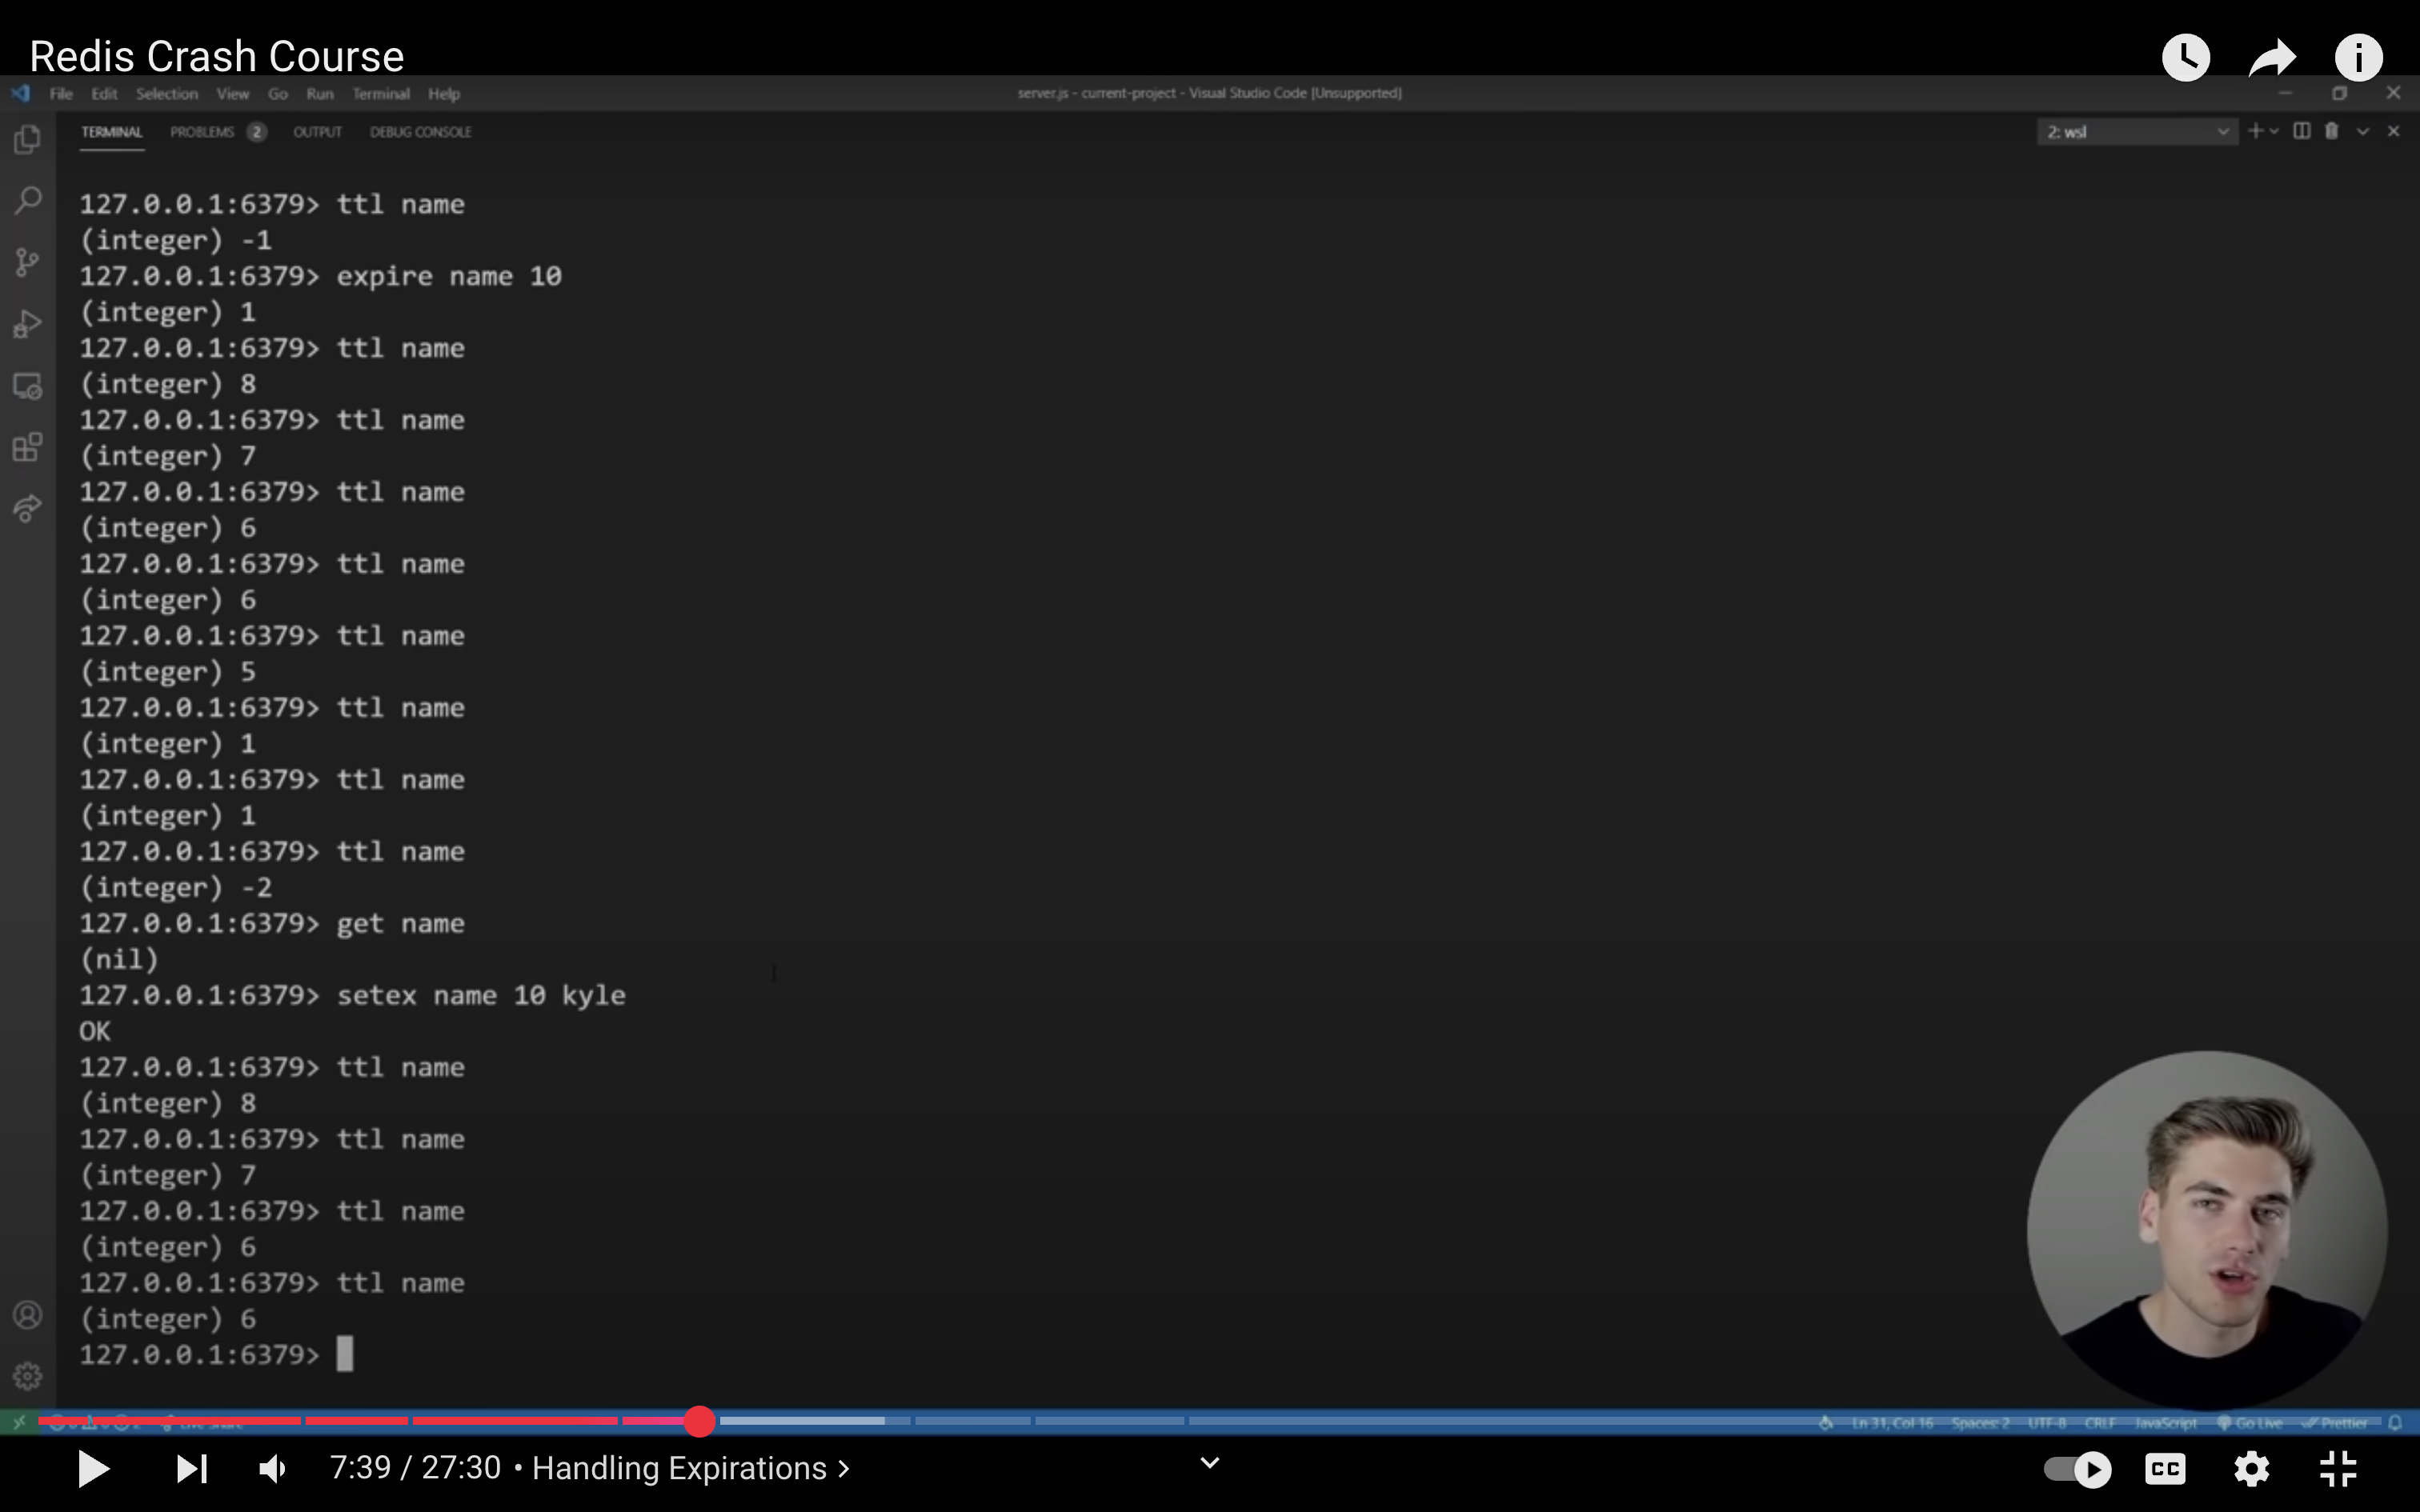 Redis Crash Course
File Edit Selection View Go Run Terminal Help
server.js - current-project - Visual Studio Code [Unsupported]
TERMINAL PROBLEMS 2 OUTPUT DEBUG CONSOLE
2: wsl
127.0.0.1:6379> ttl name
(integer) -1
127.0.0.1:6379> expire name 10
(integer) 1
127.0.0.1:6379> ttl name
(integer) 8
127.0.0.1:6379> ttl name
(integer) 7
127.0.0.1:6379> ttl name
(integer) 6
127.0.0.1:6379> ttl name
(integer) 6
127.0.0.1:6379> ttl name
(integer) 5
127.0.0.1:6379> ttl name
(integer) 1
127.0.0.1:6379> ttl name
(integer) 1
127.0.0.1:6379> ttl name
(integer) -2
127.0.0.1:6379> get name
(nil)
127.0.0.1:6379> setex name 10 kyle
OK
127.0.0.1:6379> ttl name
(integer) 8
127.0.0.1:6379> ttl name
(integer) 7
127.0.0.1:6379> ttl name
(integer) 6
127.0.0.1:6379> ttl name
(integer) 6
127.0.0.1:6379>
Ln 31, Col 16 Spaces: 2 UTF-8 CRLF JavaScript Go Live Prettier
7:39 / 27:30 • Handling Expirations >
CC